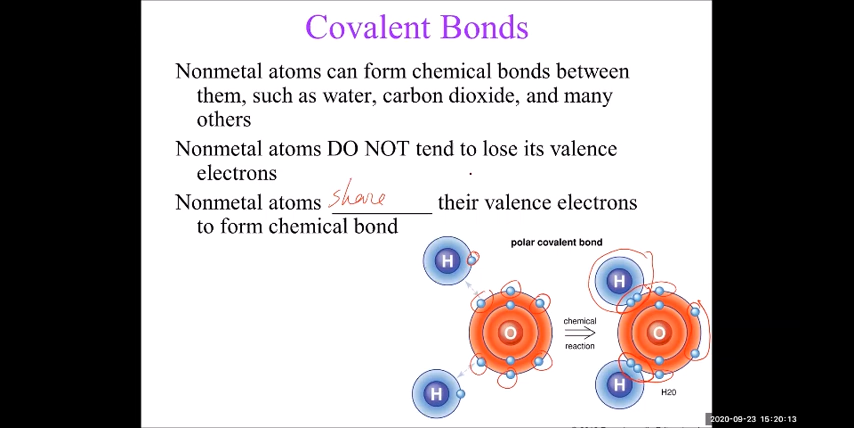 Covalent Bonds
Nonmetal atoms can form chemical bonds between
them, such as water, carbon dioxide, and many
others
Nonmetal atoms DO NOT tend to lose its valence
electrons
Nonmetal atoms share their valence electrons
to form chemical bond
polar covalent bond
H
H
O
chemical
reaction
O
H
H
H20
2020-09-23 15:20:13